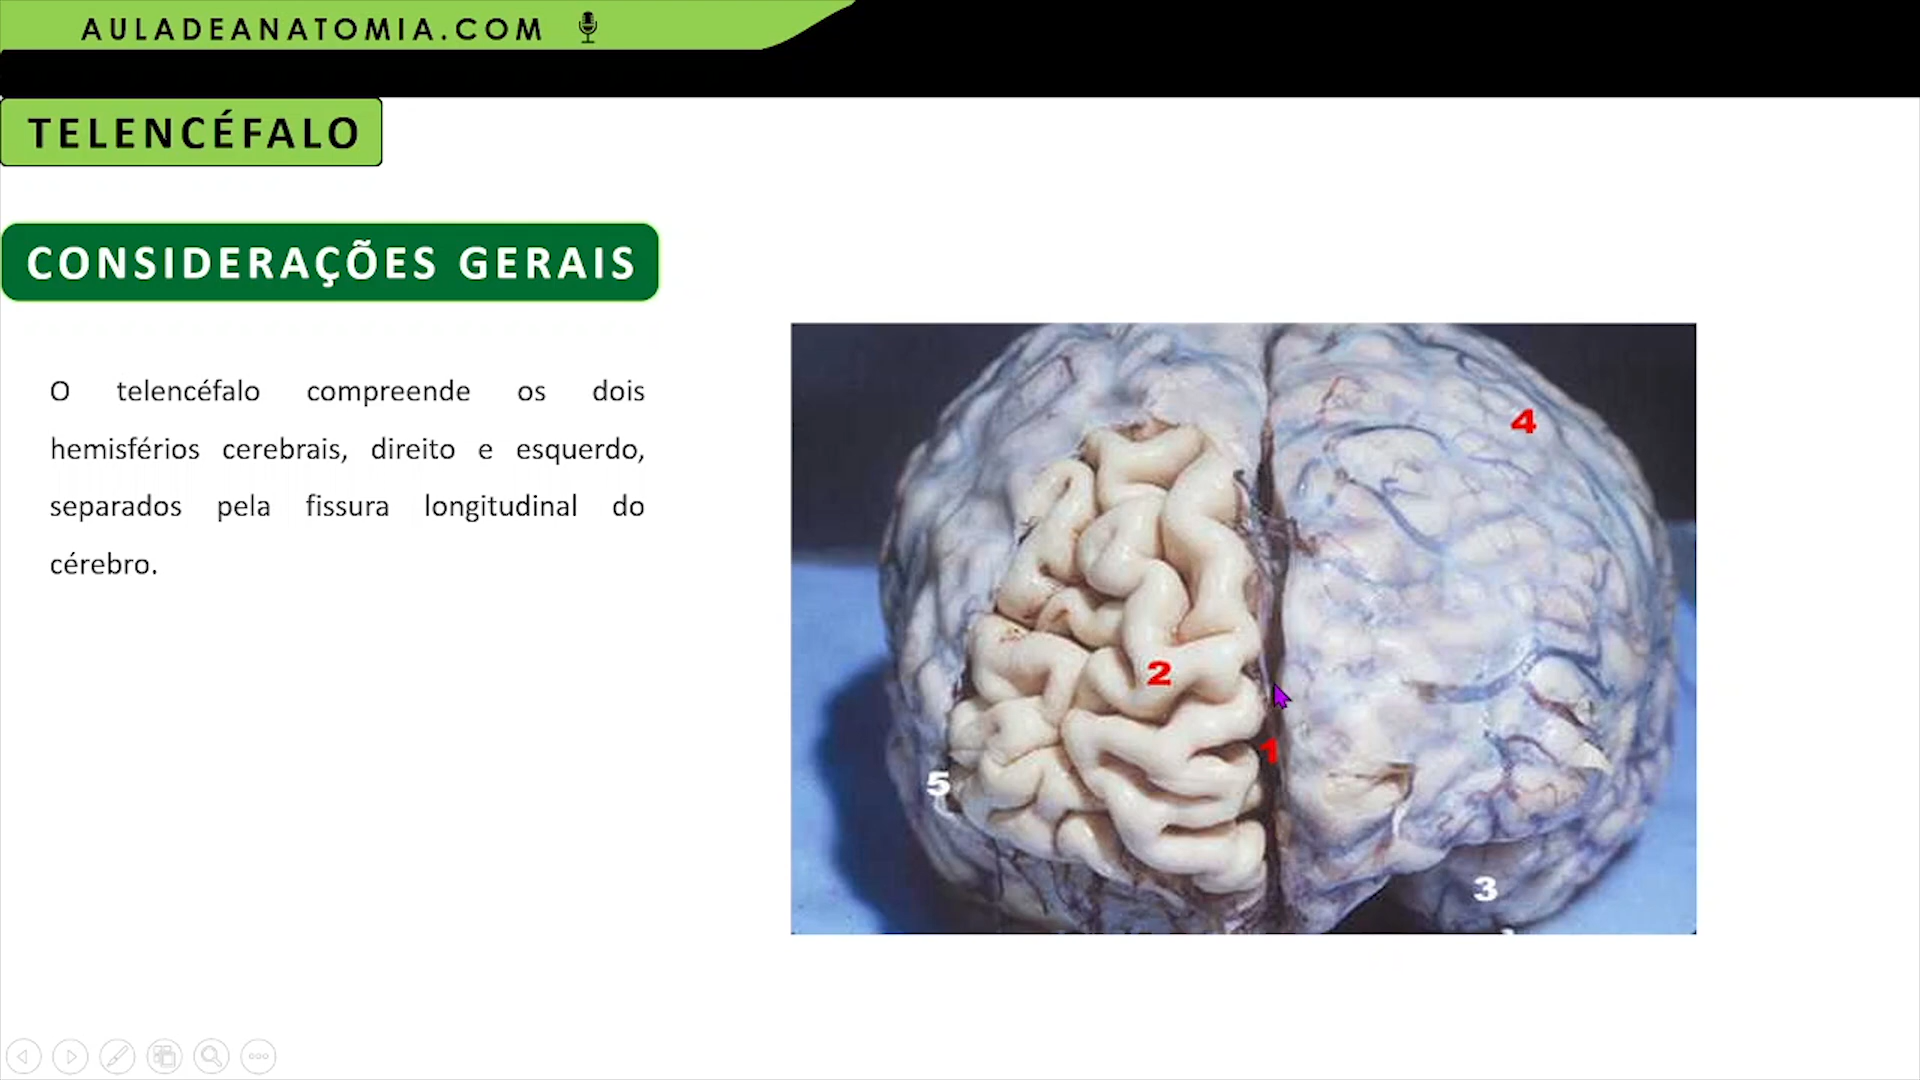 AULADEANATOMIA.COM
TELENCÉFALO
CONSIDERAÇÕES GERAIS
O telencéfalo compreende os dois
hemisférios cerebrais, direito e esquerdo,
separados pela fissura longitudinal do
cérebro.
4
2
1
5
3